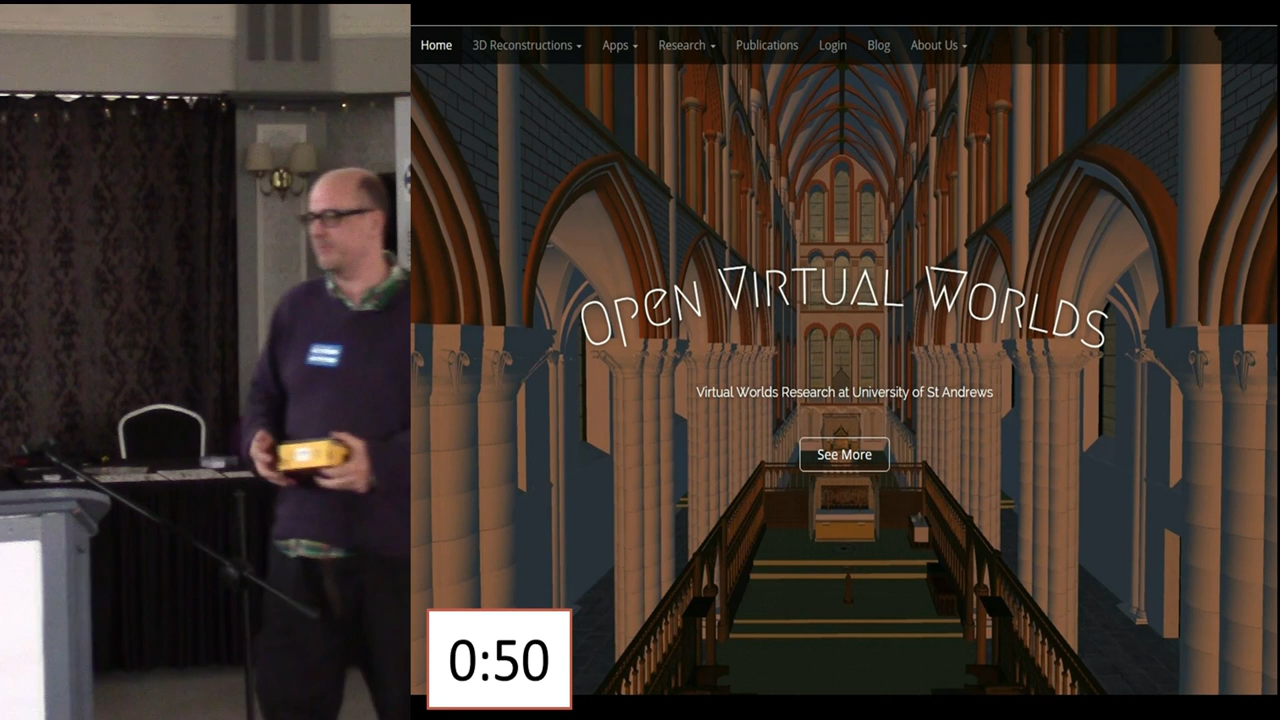 Home 3D Reconstructions Apps Research Publications Login Blog About Us
OPEN VIRTUAL WORLDS
Virtual Worlds Research at University of St Andrews
See More
0:50